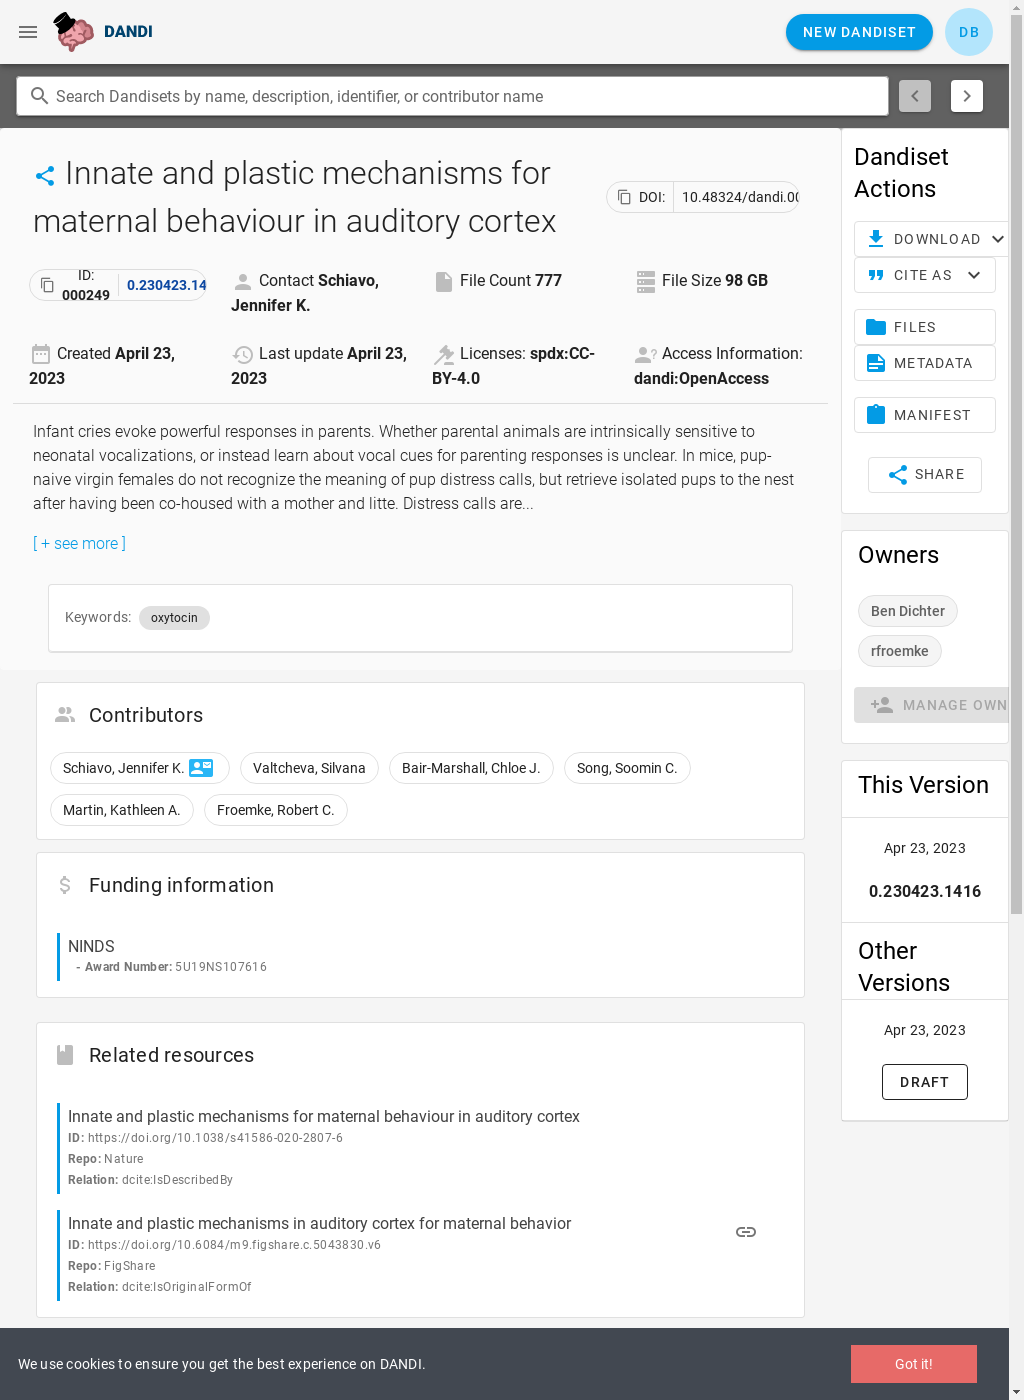 DANDI
NEW DANDISET
DB
Search Dandisets by name, description, identifier, or contributor name
Innate and plastic mechanisms for
maternal behaviour in auditory cortex
DOI: 10.48324/dandi.00
ID:
000249
0.230423.14
Contact Schiavo,
Jennifer K.
File Count 777
File Size 98 GB
Created April 23,
2023
Last update April 23,
2023
Licenses: spdx:CC-
BY-4.0
Access Information:
dandi:OpenAccess
Infant cries evoke powerful responses in parents. Whether parental animals are intrinsically sensitive to
neonatal vocalizations, or instead learn about vocal cues for parenting responses is unclear. In mice, pup-
naive virgin females do not recognize the meaning of pup distress calls, but retrieve isolated pups to the nest
after having been co-housed with a mother and litte. Distress calls are...
[ + see more ]
Keywords: oxytocin
Contributors
Schiavo, Jennifer K.
Valtcheva, Silvana
Bair-Marshall, Chloe J.
Song, Soomin C.
Martin, Kathleen A.
Froemke, Robert C.
Funding information
NINDS
- Award Number: 5U19NS107616
Related resources
Innate and plastic mechanisms for maternal behaviour in auditory cortex
ID: https://doi.org/10.1038/s41586-020-2807-6
Repo: Nature
Relation: dcite:IsDescribedBy
Innate and plastic mechanisms in auditory cortex for maternal behavior
ID: https://doi.org/10.6084/m9.figshare.c.5043830.v6
Repo: FigShare
Relation: dcite:IsOriginalFormOf
Dandiset
Actions
DOWNLOAD
CITE AS
FILES
METADATA
MANIFEST
SHARE
Owners
Ben Dichter
rfroemke
MANAGE OWN
This Version
Apr 23, 2023
0.230423.1416
Other
Versions
Apr 23, 2023
DRAFT
We use cookies to ensure you get the best experience on DANDI.
Got it!